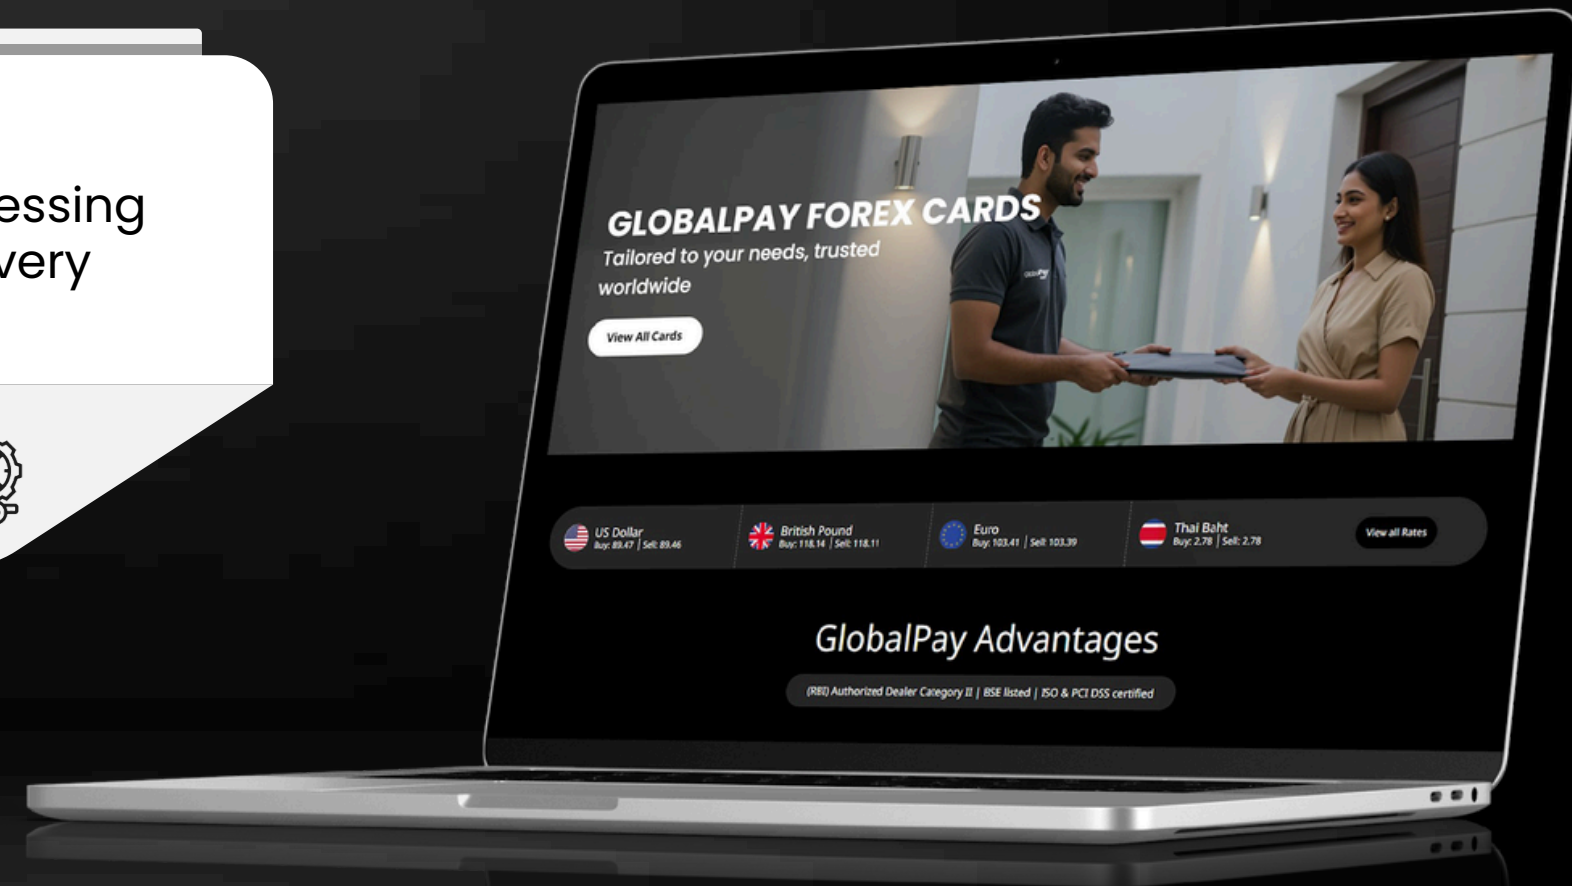 essing
very
GLOBALPAY FOREX CARDS
Tailored to your needs, trusted
worldwide
View All Cards
GlobalPay
US Dollar
Buy: 89.47 | Sell: 89.46
British Pound
Buy: 118.14 | Sell: 118.11
Euro
Buy: 103.41 | Sell: 103.39
Thai Baht
Buy: 2.78 | Sell: 2.78
View all Rates
GlobalPay Advantages
(RBI) Authorized Dealer Category II | BSE listed | ISO & PCI DSS certified